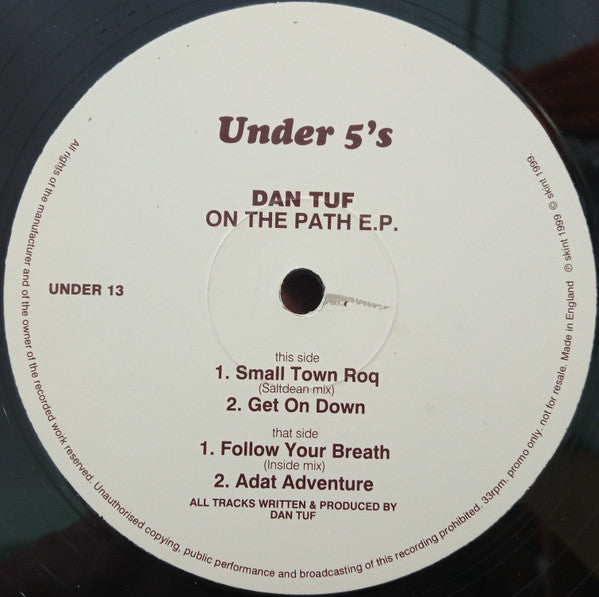 Under 5's
DAN TUF
ON THE PATH E.P.
UNDER 13
this side
1. Small Town Roq
(Saltdean mix)
2. Get On Down
that side
1. Follow Your Breath
(Inside mix)
2. Adat Adventure
ALL TRACKS WRITTEN & PRODUCED BY
DAN TUF
All rights of the manufacturer and of the owner of the recorded work reserved. Unauthorised copying, public performance and broadcasting of this recording prohibited. 33rpm. promo only. not for resale. Made in England ℗ skint 1999 © skint 1999.